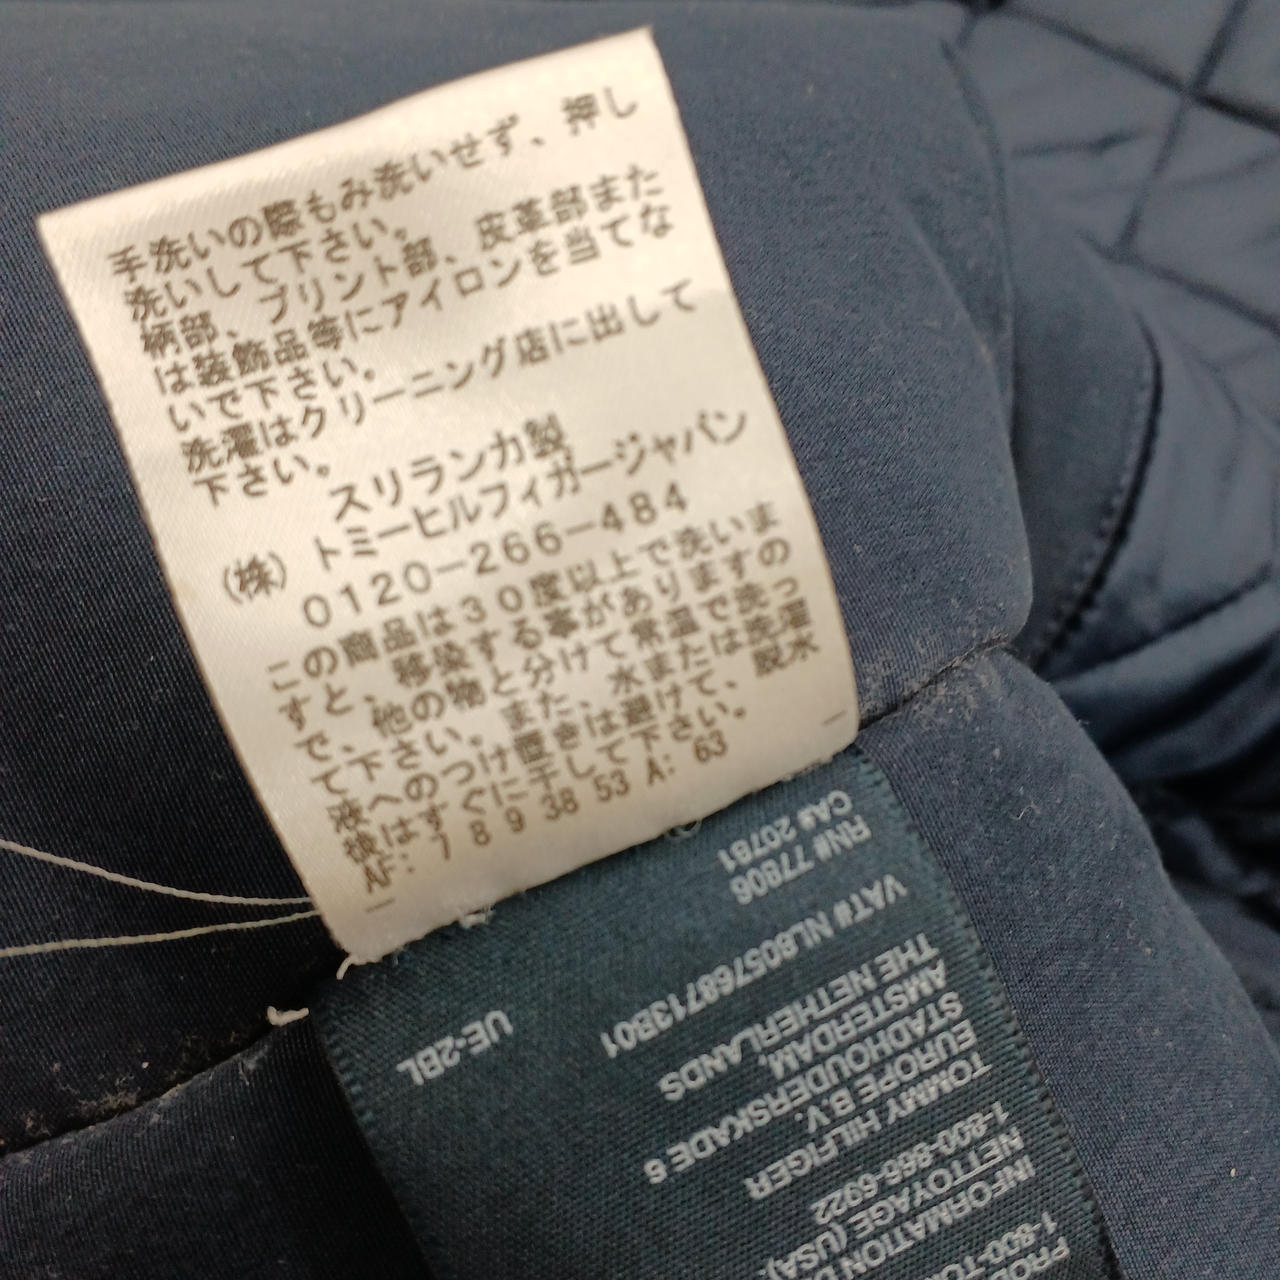 手洗いの際もみ洗いせず、押し
洗いして下さい。
柄部、プリント部、皮革部また
は装飾品等にアイロンを当てな
いで下さい。
洗濯はクリーニング店に出して
下さい。
スリランカ製
(株) トミーヒルフィガージャパン
0120-266-484
この商品は30度以上で洗いま
すと、移染する事がありますの
で、他の物と分けて常温で洗っ
て下さい。また、水または洗濯
液へのつけ置きは避けて、脱水
後はすぐに干して下さい。
AF: 7 8 9 38 53 A: 63
CA# 20781
RN# 77806
VAT# NL805768713B01
THE NETHERLANDS
AMSTERDAM,
STADHOUDERSKADE 6
EUROPE B.V.
TOMMY HILFIGER
1-800-866-6922
NETTOYAGE (USA).
INFORMATION
1-800-
UE-2BL